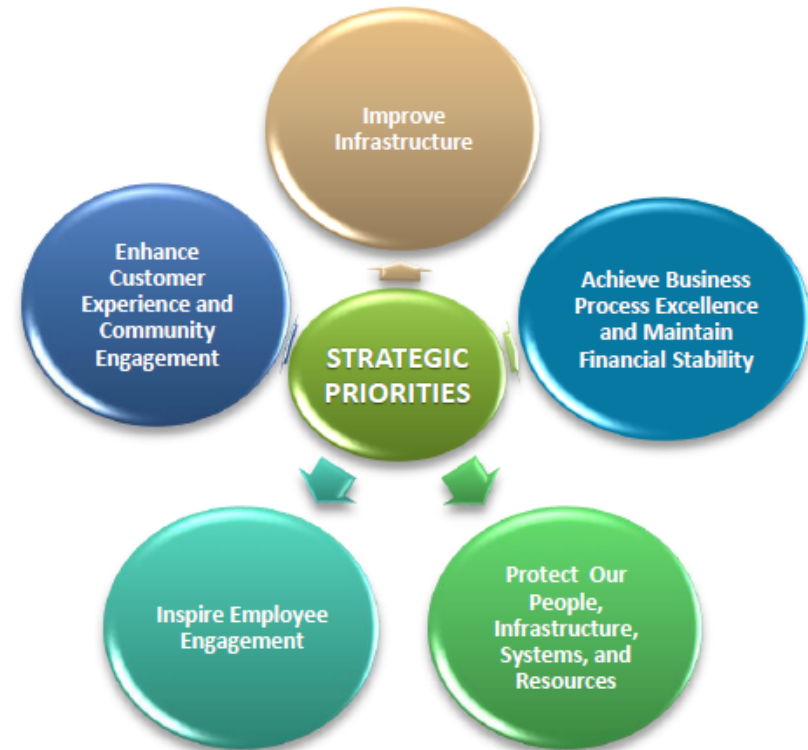 Improve
Infrastructure
Enhance
Customer
Experience and
Community
Engagement
Achieve Business
Process Excellence
and Maintain
Financial Stability
STRATEGIC
PRIORITIES
Inspire Employee
Engagement
Protect Our
People,
Infrastructure,
Systems, and
Resources